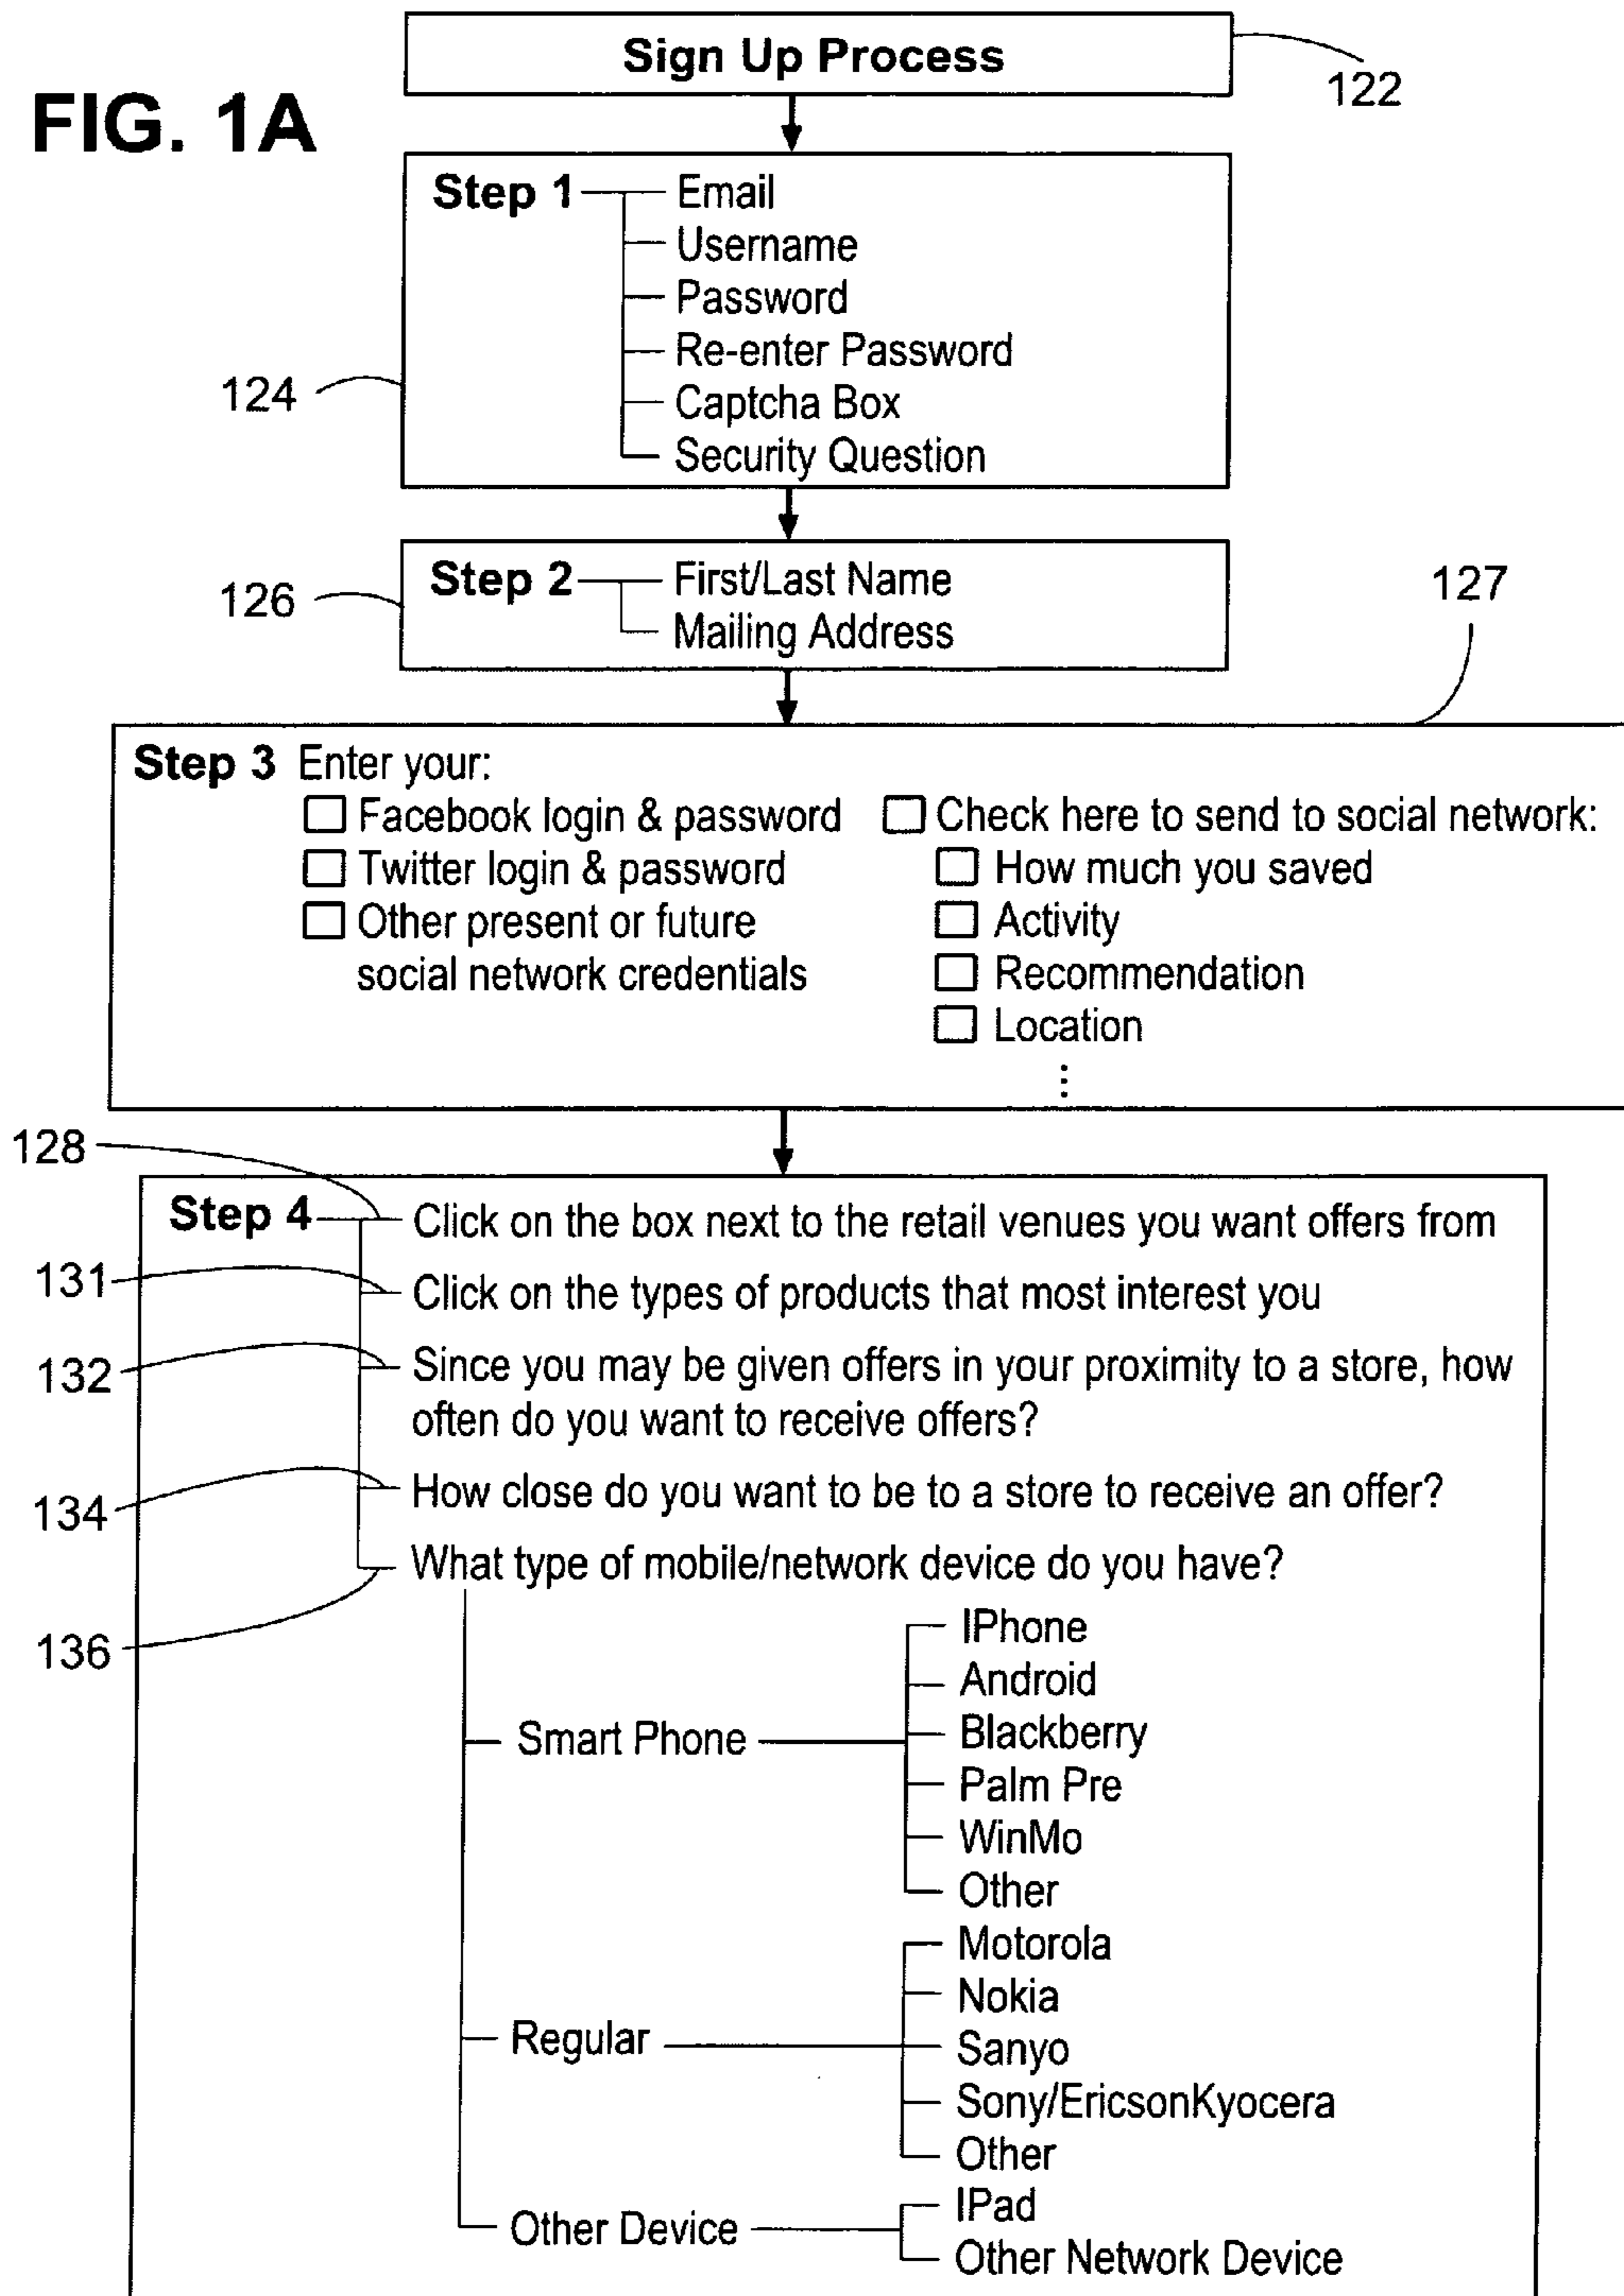 Sign Up Process
122
FIG. 1A
Step 1 Email
Username
Password
Re-enter Password
124
Captcha Box
Security Question
Step 2 First/Last Name
126
127
Mailing Address
Step 3 Enter your:
Facebook login & password Check here to send to social network:
Twitter login & password How much you saved
Other present or future Activity
social network credentials Recommendation
Location
128
Step 4 Click on the box next to the retail venues you want offers from
131
Click on the types of products that most interest you
132
Since you may be given offers in your proximity to a store, how
often do you want to receive offers?
134
How close do you want to be to a store to receive an offer?
What type of mobile/network device do you have?
136
IPhone
Android
Smart Phone Blackberry
Palm Pre
WinMo
Other
Motorola
Nokia
Regular Sanyo
Sony/EricsonKyocera
Other
IPad
Other Device
Other Network Device